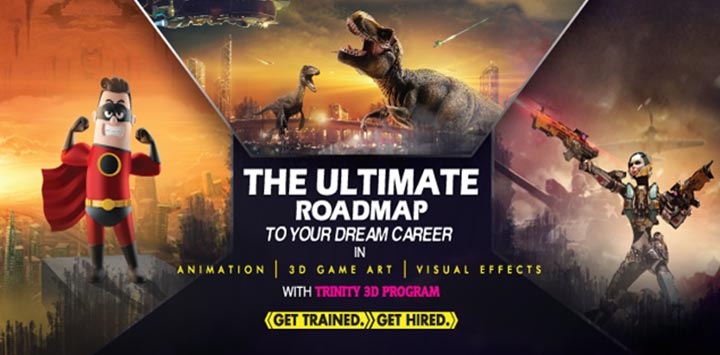 THE ULTIMATE
ROADMAP
TO YOUR DREAM CAREER
IN
ANIMATION | 3D GAME ART | VISUAL EFFECTS
WITH TRINITY 3D PROGRAM
GET TRAINED. GET HIRED.